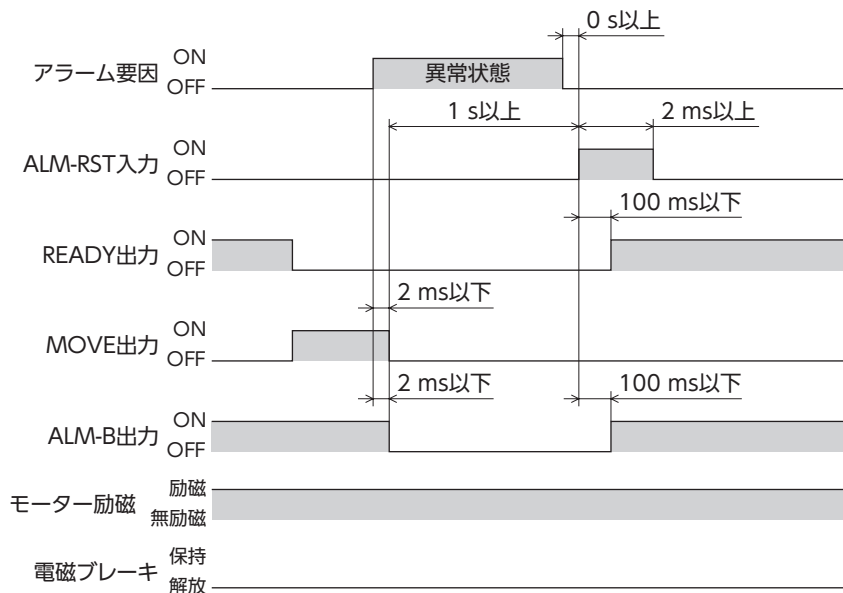 0 s以上
アラーム要因 ON
OFF
異常状態
1 s以上 2 ms以上
ALM-RST入力 ON
OFF
100 ms以下
READY出力 ON
OFF
2 ms以下
MOVE出力 ON
OFF
2 ms以下 100 ms以下
ALM-B出力 ON
OFF
モーター励磁 励磁
無励磁
電磁ブレーキ 保持
解放